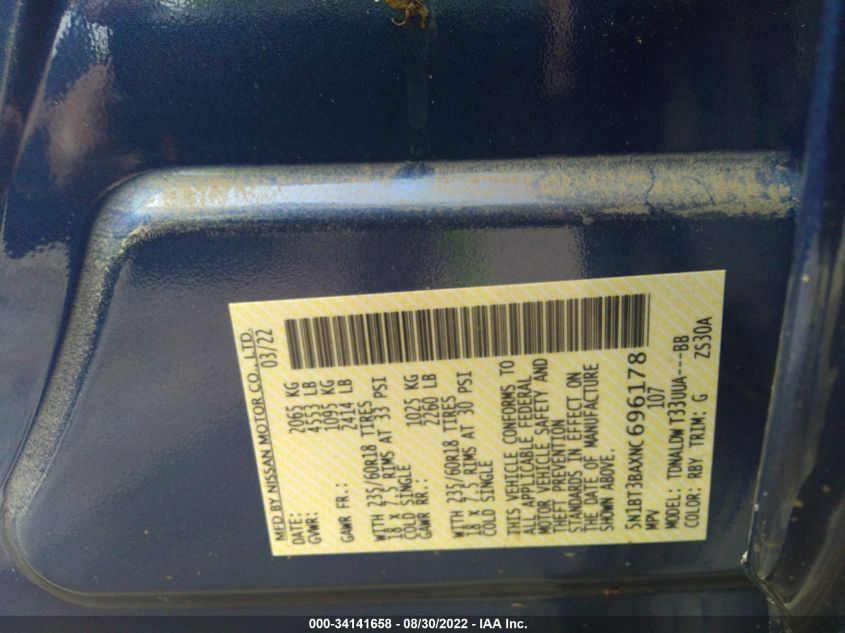 MFD BY NISSAN MOTOR CO., LTD.
DATE: 03/22
GVWR: 2065 KG
4553 LB
GAWR FR.: 1095 KG
2414 LB
WITH 235/60R18 TIRES
18 X 7.5 RIMS AT 33 PSI
COLD SINGLE
GAWR RR.: 1025 KG
2260 LB
WITH 235/60R18 TIRES
18 X 7.5 RIMS AT 30 PSI
COLD SINGLE
THIS VEHICLE CONFORMS TO
ALL APPLICABLE FEDERAL
MOTOR VEHICLE SAFETY AND
THEFT PREVENTION
STANDARDS IN EFFECT ON
THE DATE OF MANUFACTURE
SHOWN ABOVE.
5N1BT3BAXNC696178
MPV 107
MODEL: TDNALDW T33UUA---BB
COLOR: RBY TRIM: G ZS30A
000-34141658 - 08/30/2022 - IAA Inc.